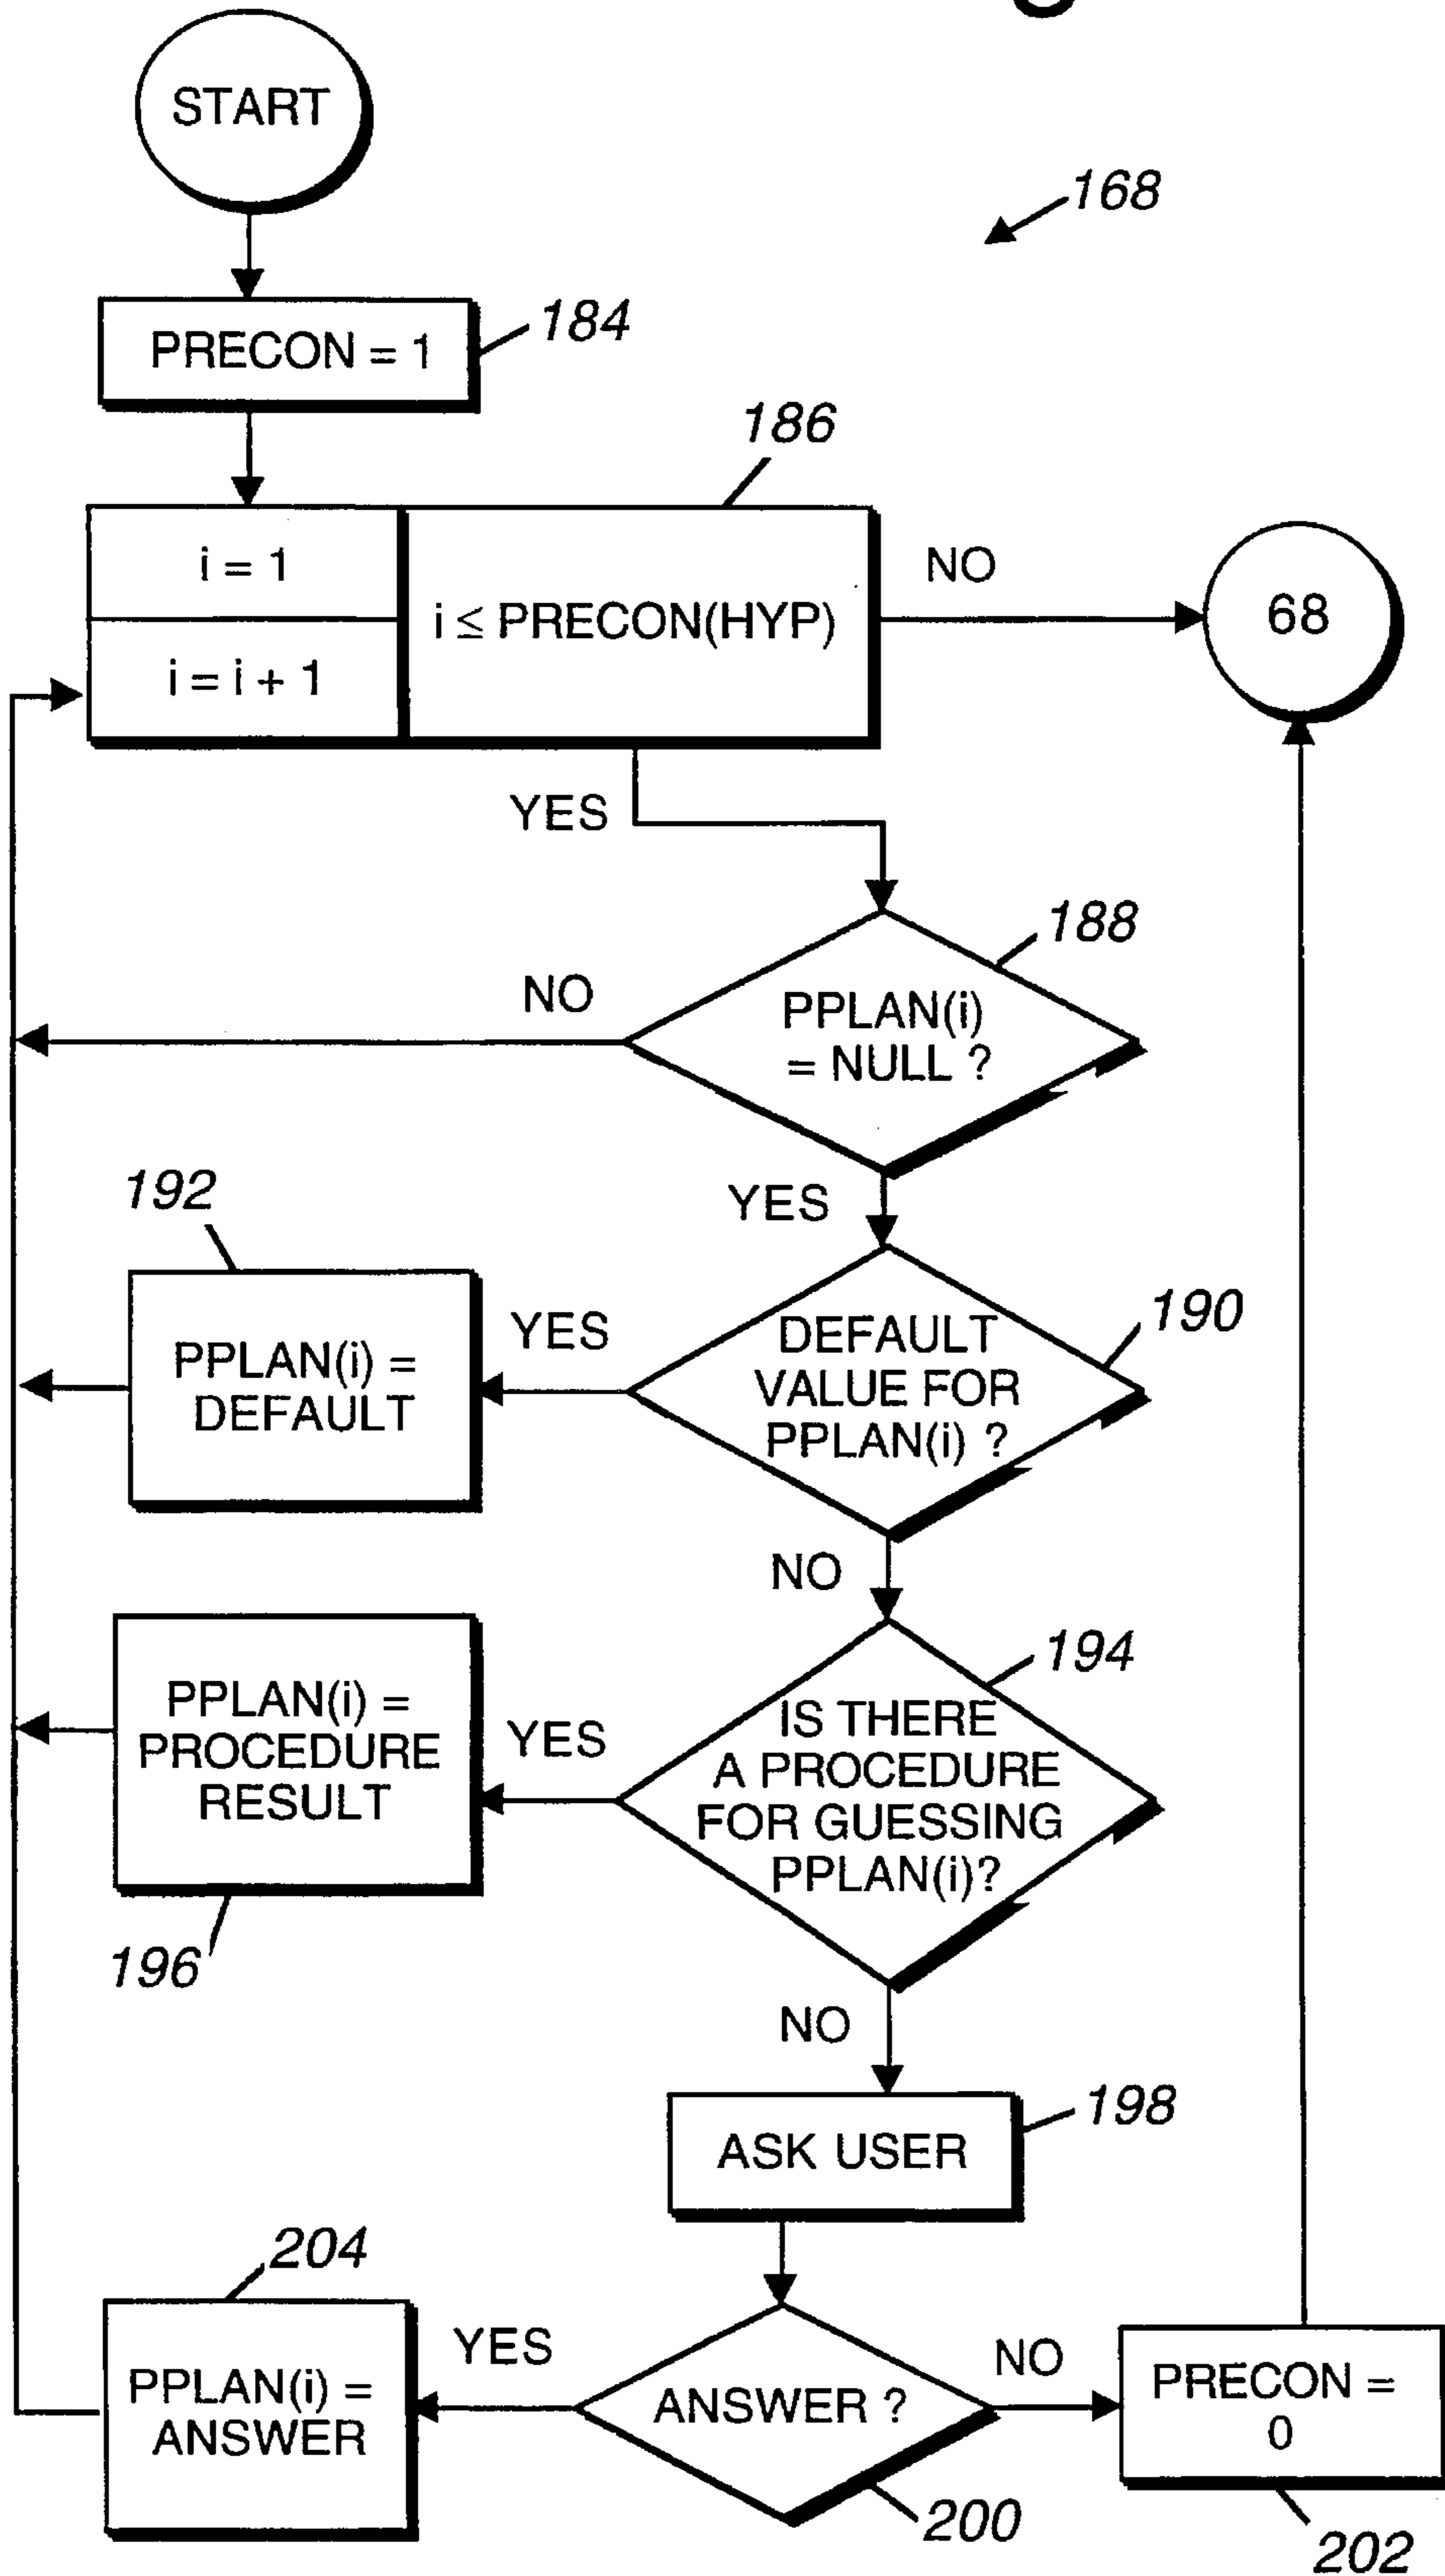 START
168
PRECON = 1
184
186
i = 1
i = i + 1
i ≤ PRECON(HYP)
NO
68
YES
188
PPLAN(i)
= NULL ?
NO
YES
192
190
DEFAULT
VALUE FOR
PPLAN(i) ?
YES
PPLAN(i) =
DEFAULT
NO
194
IS THERE
A PROCEDURE
FOR GUESSING
PPLAN(i)?
YES
PPLAN(i) =
PROCEDURE
RESULT
196
NO
198
ASK USER
204
ANSWER ?
YES
PPLAN(i) =
ANSWER
NO
PRECON =
0
200
202